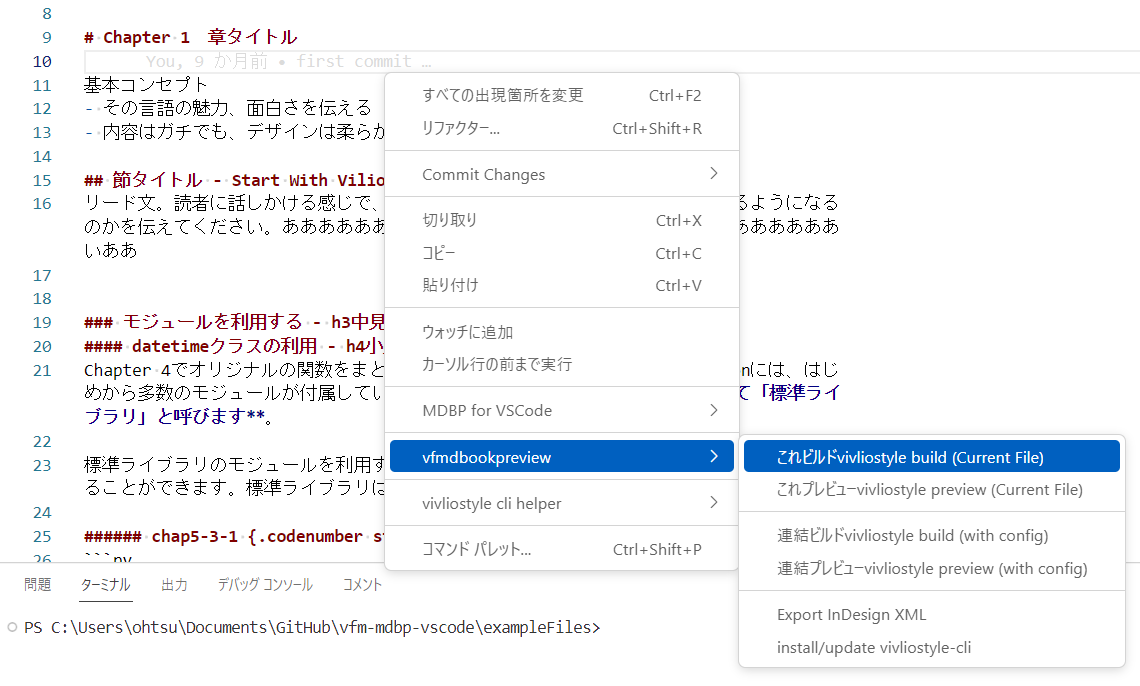 8
9 # Chapter 1　章タイトル
10 You, 9 か月前 • first commit …
11 基本コンセプト
12 - その言語の魅力、面白さを伝える
13 - 内容はガチでも、デザインは柔らか
14
15 ## 節タイトル - Start With Vilio
16 リード文。読者に話しかける感じで、 るようになる
のかを伝えてください。ああああああ ああああああ
いああ
17
18
19 ### モジュールを利用する - h3中見
20 #### datetimeクラスの利用 - h4小
21 Chapter 4でオリジナルの関数をまと nには、はじ
めから多数のモジュールが付属してい て「標準ライ
ブラリ」と呼びます**。
22
23 標準ライブラリのモジュールを利用す
ることができます。標準ライブラリは
24
25 ###### chap5-3-1 {.codenumber s
26 ```py
すべての出現箇所を変更 Ctrl+F2
リファクター... Ctrl+Shift+R
Commit Changes
切り取り Ctrl+X
コピー Ctrl+C
貼り付け Ctrl+V
ウォッチに追加
カーソル行の前まで実行
MDBP for VSCode
vfmdbookpreview
vivliostyle cli helper
コマンド パレット... Ctrl+Shift+P
これビルドvivliostyle build (Current File)
これプレビューvivliostyle preview (Current File)
連結ビルドvivliostyle build (with config)
連結プレビューvivliostyle preview (with config)
Export InDesign XML
install/update vivliostyle-cli
問題 ターミナル 出力 デバッグ コンソール コメント
PS C:\Users\ohtsu\Documents\GitHub\vfm-mdbp-vscode\exampleFiles>